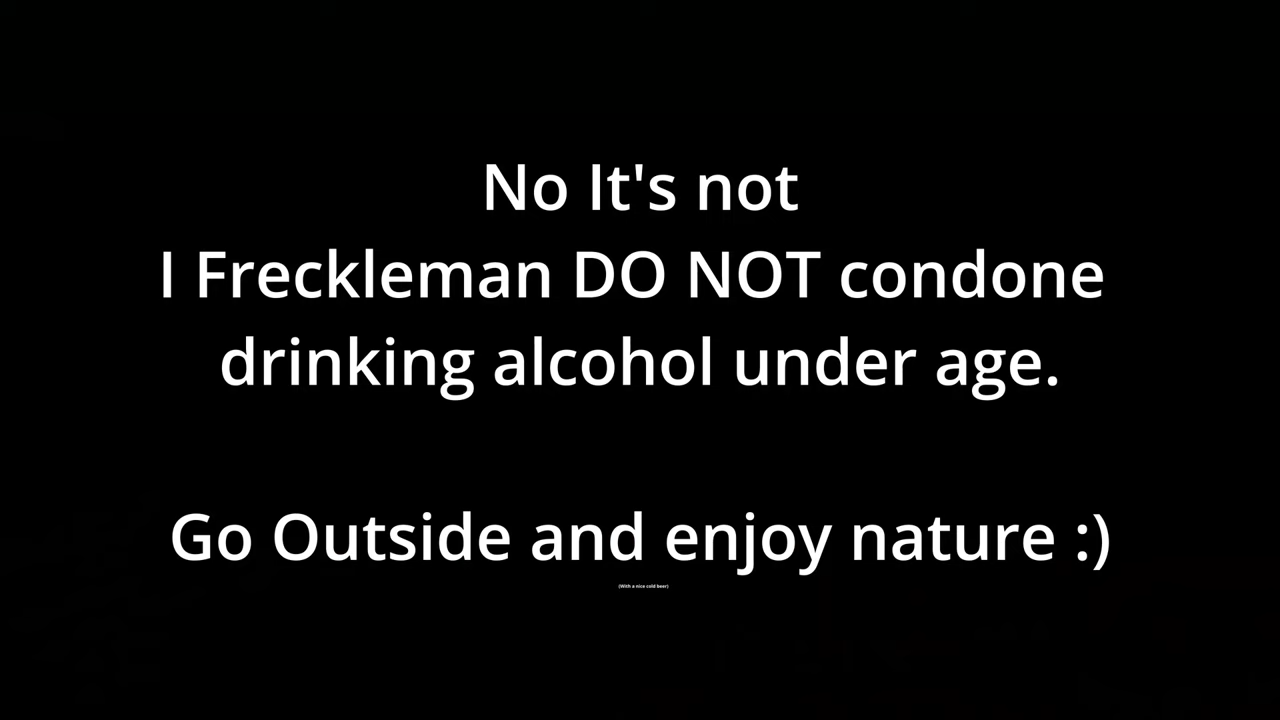 No It's not
I Freckleman DO NOT condone
drinking alcohol under age.
Go Outside and enjoy nature :)
(With a nice cold beer)